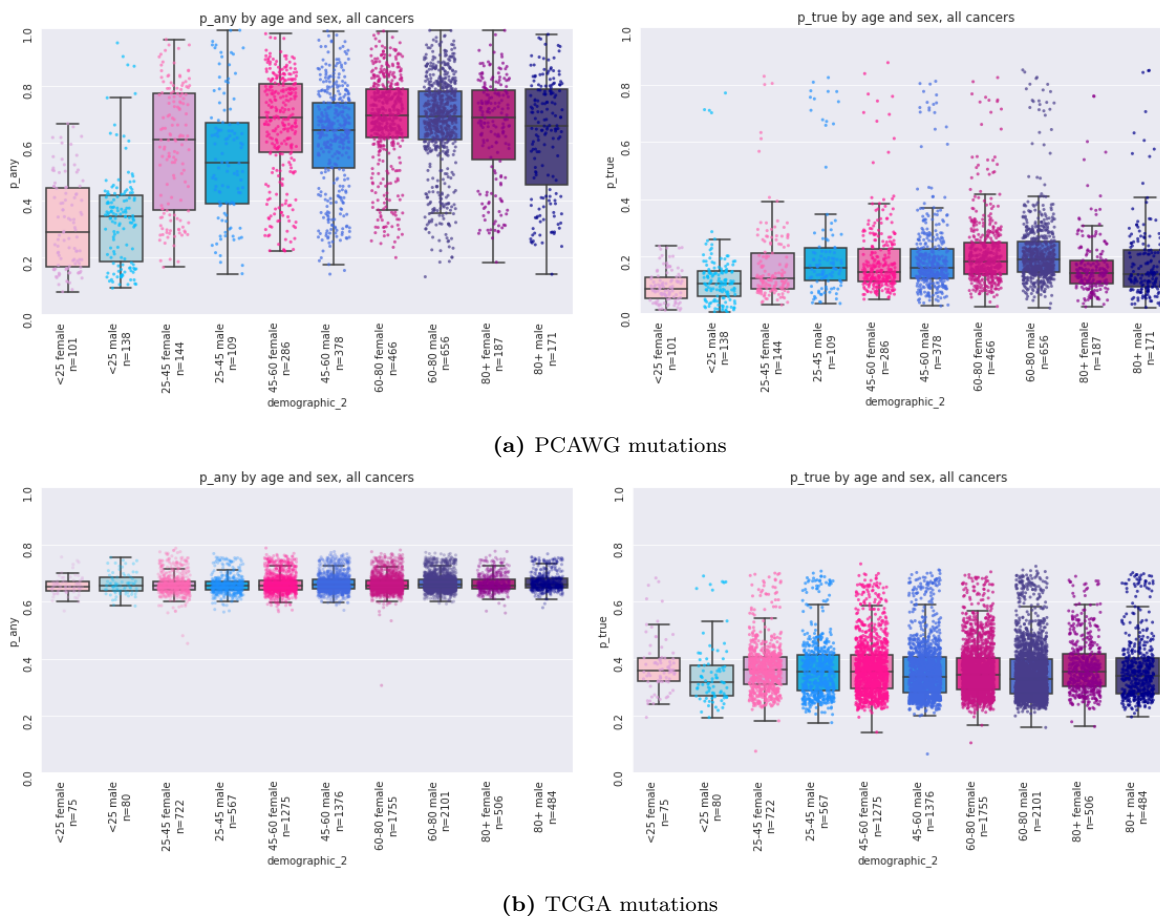 p_any by age and sex, all cancers
p_any
1.0
0.8
0.6
0.4
0.2
0.0
<25 female
n=101
<25 male
n=138
25-45 female
n=144
25-45 male
n=109
45-60 female
n=286
45-60 male
n=378
60-80 female
n=466
60-80 male
n=656
80+ female
n=187
80+ male
n=171
demographic_2
p_true by age and sex, all cancers
p_true
1.0
0.8
0.6
0.4
0.2
0.0
<25 female
n=101
<25 male
n=138
25-45 female
n=144
25-45 male
n=109
45-60 female
n=286
45-60 male
n=378
60-80 female
n=466
60-80 male
n=656
80+ female
n=187
80+ male
n=171
demographic_2
(a) PCAWG mutations
p_any by age and sex, all cancers
p_any
1.0
0.8
0.6
0.4
0.2
0.0
<25 female
n=75
<25 male
n=80
25-45 female
n=722
25-45 male
n=567
45-60 female
n=1275
45-60 male
n=1376
60-80 female
n=1755
60-80 male
n=2101
80+ female
n=506
80+ male
n=484
demographic_2
p_true by age and sex, all cancers
p_true
1.0
0.8
0.6
0.4
0.2
0.0
<25 female
n=75
<25 male
n=80
25-45 female
n=722
25-45 male
n=567
45-60 female
n=1275
45-60 male
n=1376
60-80 female
n=1755
60-80 male
n=2101
80+ female
n=506
80+ male
n=484
demographic_2
(b) TCGA mutations